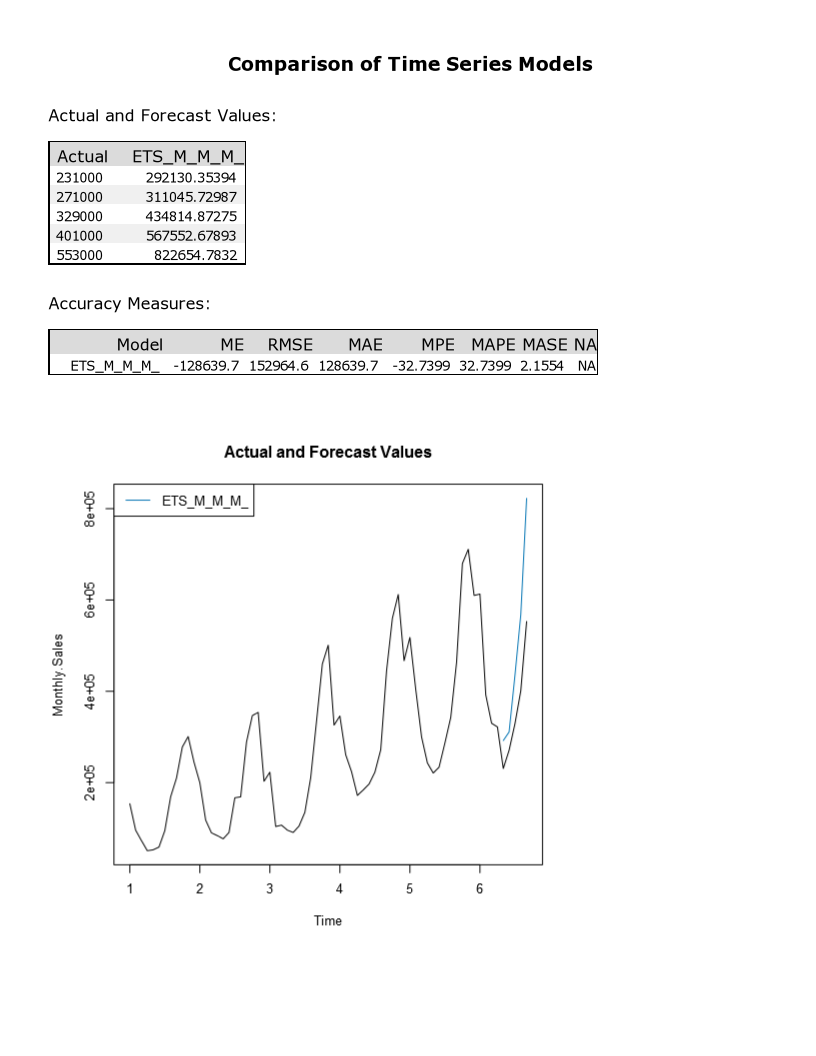 Comparison of Time Series Models
Actual and Forecast Values:
Actual ETS_M_M_M_
231000 292130.35394
271000 311045.72987
329000 434814.87275
401000 567552.67893
553000 822654.7832
Accuracy Measures:
Model ME RMSE MAE MPE MAPE MASE NA
ETS_M_M_M_ -128639.7 152964.6 128639.7 -32.7399 32.7399 2.1554 NA
Actual and Forecast Values
ETS_M_M_M_
8e+05
6e+05
4e+05
2e+05
Monthly.Sales
1 2 3 4 5 6
Time